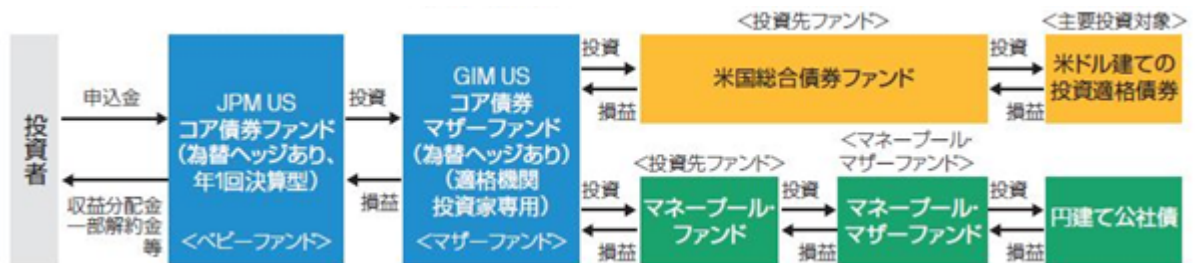 投資者
申込金
収益分配金
一部解約金
等
JPM US
コア債券ファンド
(為替ヘッジあり、
年1回決算型)
<ベビーファンド>
投資
損益
GIM US
コア債券
マザーファンド
(為替ヘッジあり)
(適格機関
投資家専用)
<マザーファンド>
投資
損益
<投資先ファンド>
米国総合債券ファンド
投資
損益
<主要投資対象>
米ドル建ての
投資適格債券
投資
損益
<投資先ファンド>
マネープール・
ファンド
投資
損益
<マネープール・
マザーファンド>
マネープール・
マザーファンド
投資
損益
円建て公社債